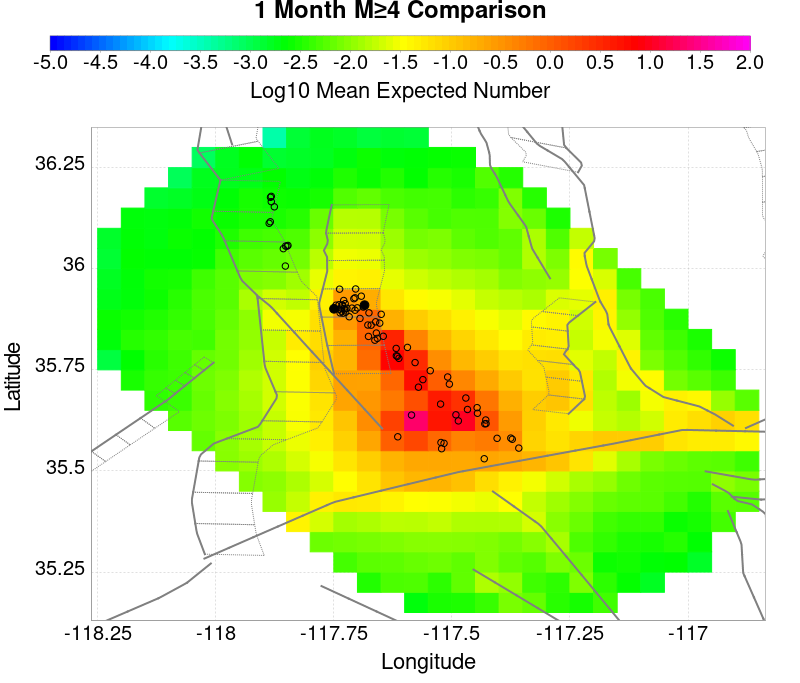 1 Month M≥4 Comparison
-5.0 -4.5 -4.0 -3.5 -3.0 -2.5 -2.0 -1.5 -1.0 -0.5 0.0 0.5 1.0 1.5 2.0
Log10 Mean Expected Number
36.25
36
35.75
35.5
35.25
Latitude
-118.25 -118 -117.75 -117.5 -117.25 -117
Longitude